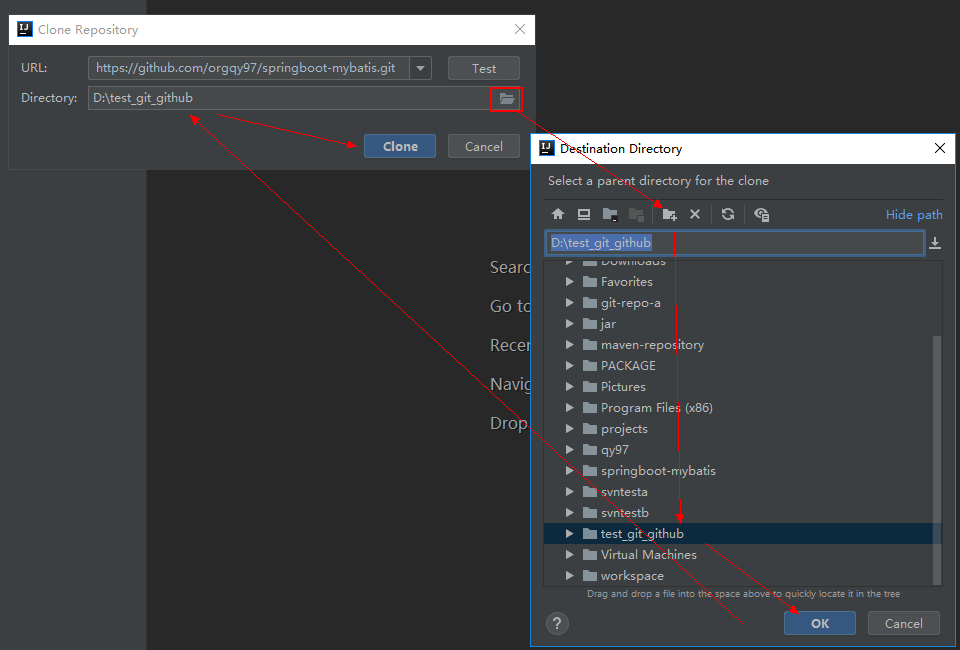 Clone Repository
URL:
https://github.com/orgqy97/springboot-mybatis.git
Test
Directory:
D:\test_git_github
Clone
Cancel
Destination Directory
Select a parent directory for the clone
Hide path
D:\test_git_github
Downloads
Favorites
git-repo-a
jar
maven-repository
PACKAGE
Pictures
Program Files (x86)
projects
qy97
springboot-mybatis
svntesta
svntestb
test_git_github
Virtual Machines
workspace
Drag and drop a file into the space above to quickly locate it in the tree
?
OK
Cancel
Searc
Go to
Recen
Navig
Drop